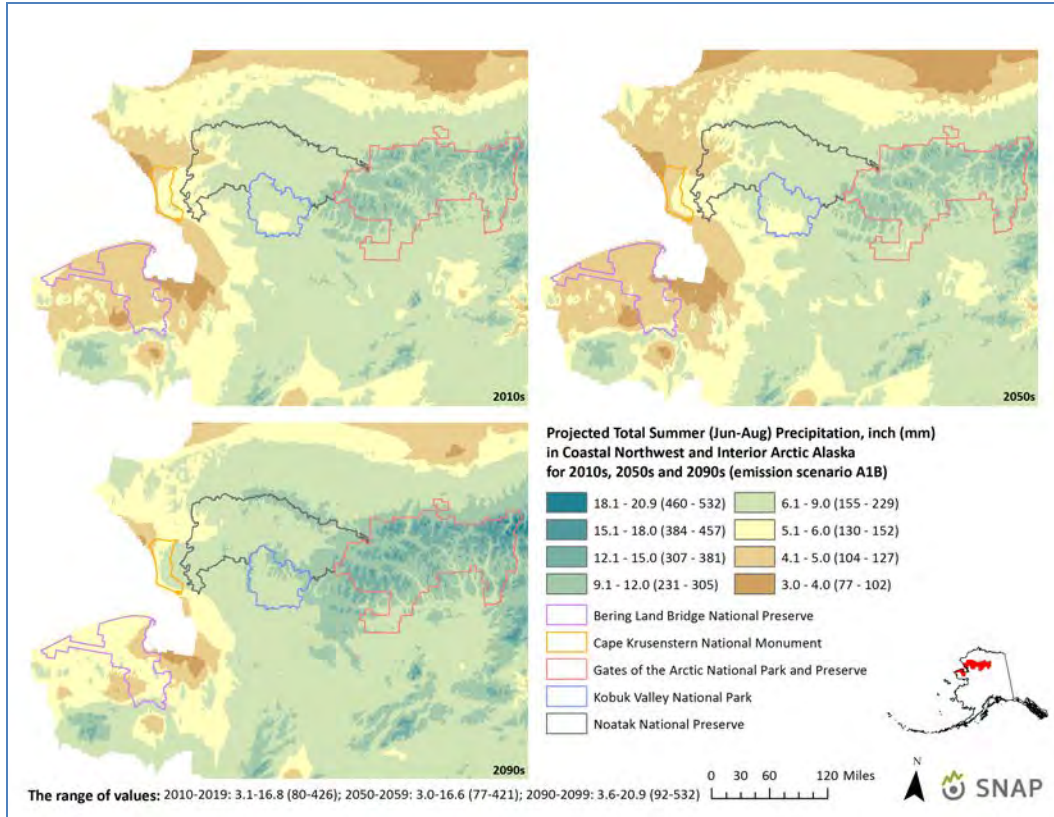 2010s
2050s
2090s
Projected Total Summer (Jun-Aug) Precipitation, inch (mm)
in Coastal Northwest and Interior Arctic Alaska
for 2010s, 2050s and 2090s (emission scenario A1B)
18.1 - 20.9 (460 - 532)
6.1 - 9.0 (155 - 229)
15.1 - 18.0 (384 - 457)
5.1 - 6.0 (130 - 152)
12.1 - 15.0 (307 - 381)
4.1 - 5.0 (104 - 127)
9.1 - 12.0 (231 - 305)
3.0 - 4.0 (77 - 102)
Bering Land Bridge National Preserve
Cape Krusenstern National Monument
Gates of the Arctic National Park and Preserve
Kobuk Valley National Park
Noatak National Preserve
The range of values: 2010-2019: 3.1-16.8 (80-426); 2050-2059: 3.0-16.6 (77-421); 2090-2099: 3.6-20.9 (92-532)
0 30 60 120 Miles
N
SNAP